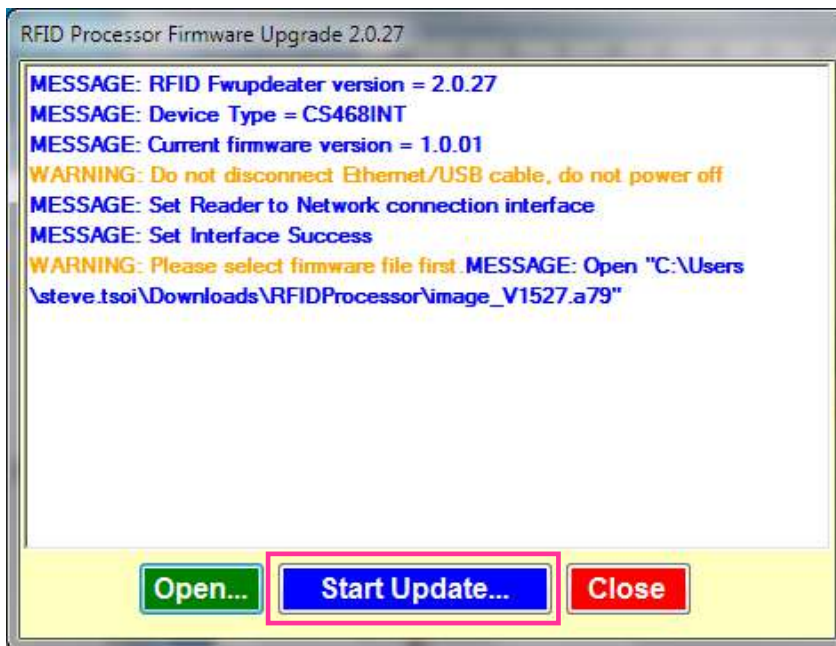 RFID Processor Firmware Upgrade 2.0.27
MESSAGE: RFID Fwupdeater version = 2.0.27
MESSAGE: Device Type = CS468INT
MESSAGE: Current firmware version = 1.0.01
WARNING: Do not disconnect Ethernet/USB cable, do not power off
MESSAGE: Set Reader to Network connection interface
MESSAGE: Set Interface Success
WARNING: Please select firmware file first.MESSAGE: Open "C:\Users
\steve.tsoi\Downloads\RFIDProcessor\image_V1527.a79"
Open... Start Update... Close